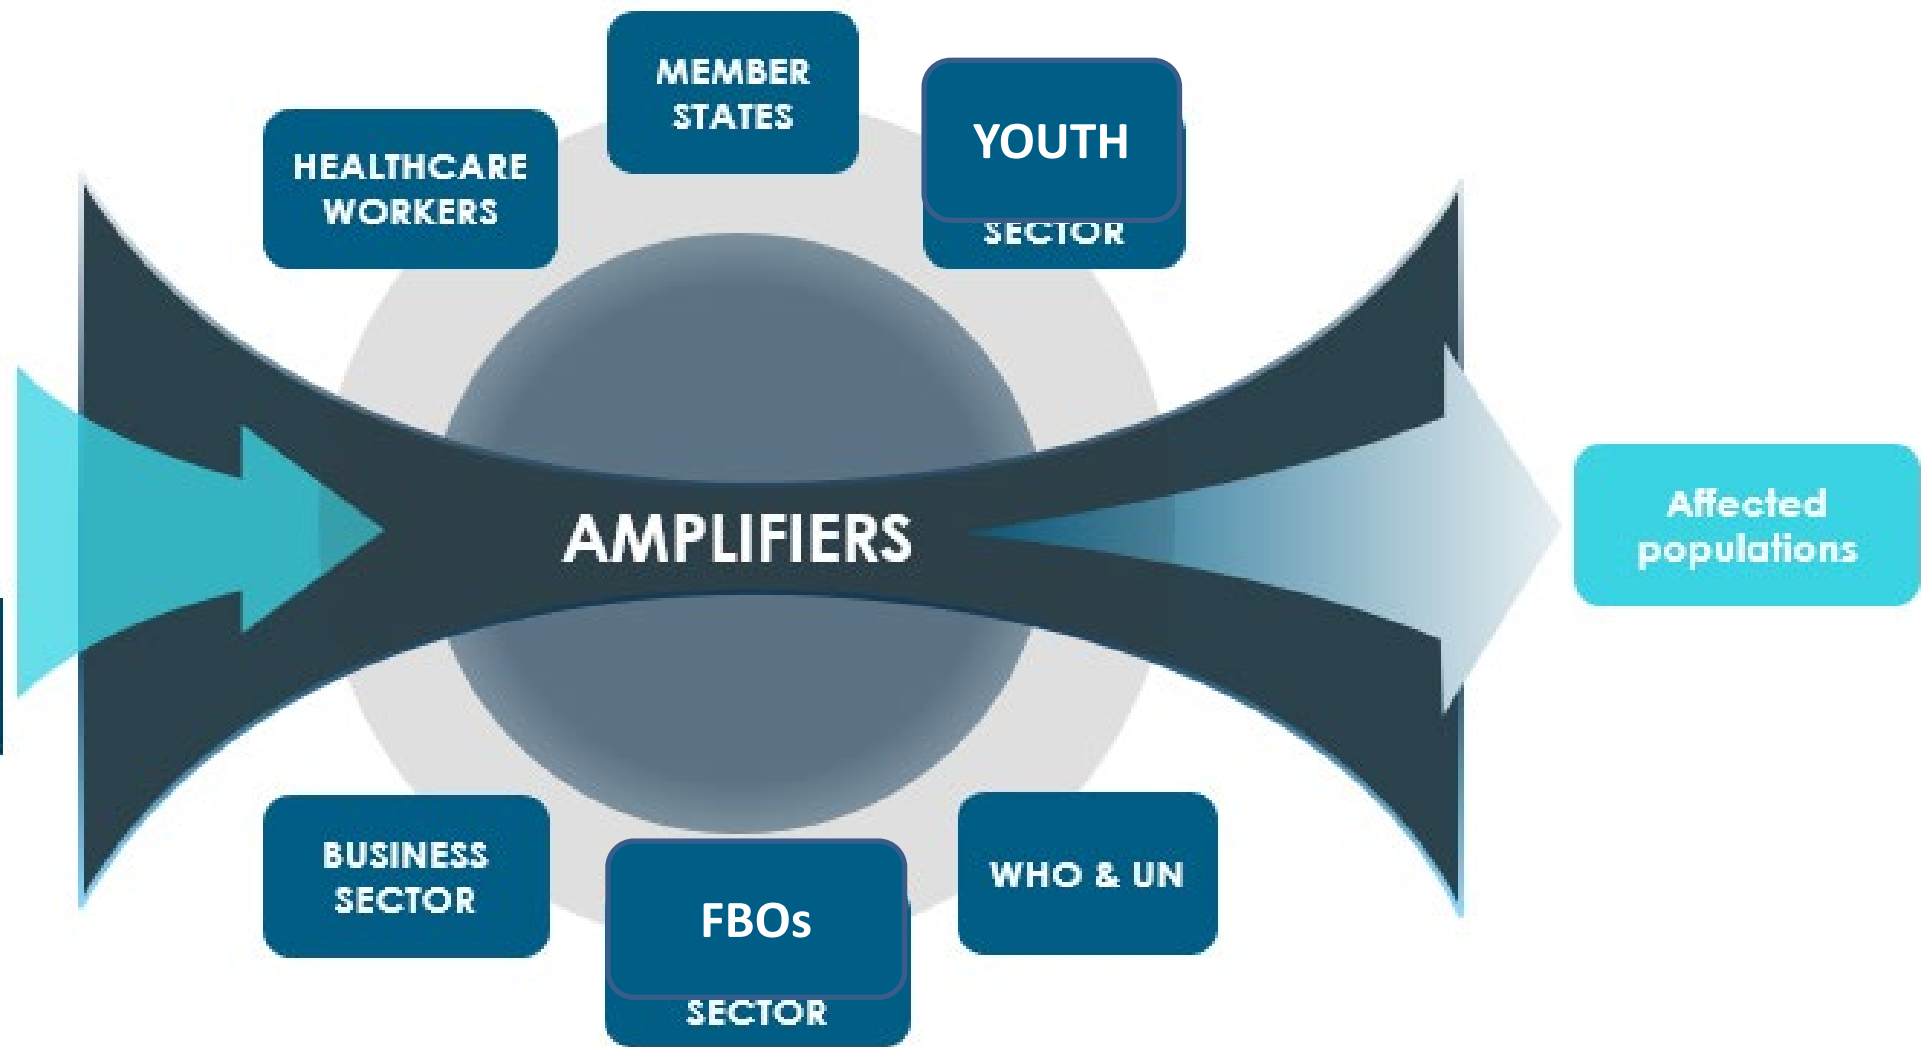 MEMBER
STATES
YOUTH
SECTOR
HEALTHCARE
WORKERS
AMPLIFIERS
Affected
populations
BUSINESS
SECTOR
FBOs
SECTOR
WHO & UN